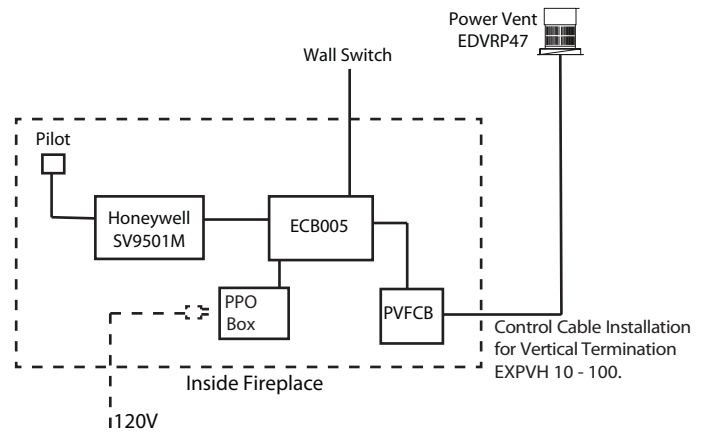 Power Vent
EDVRP47
Wall Switch
Pilot
Honeywell
SV9501M
ECB005
PPO
Box
PVFCB
Control Cable Installation
for Vertical Termination
EXPVH 10 - 100.
Inside Fireplace
120V